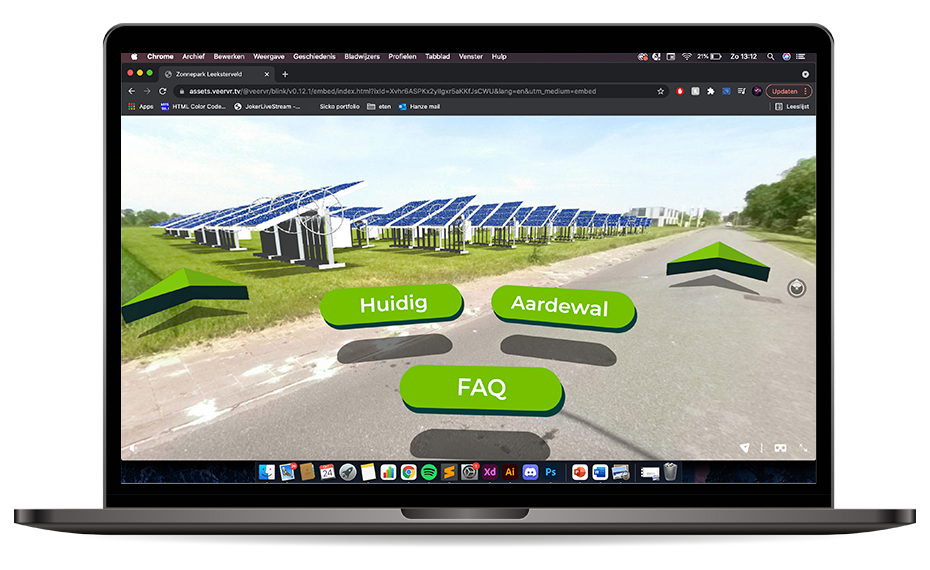 Chrome Archief Bewerken Weergave Geschiedenis Bladwijzers Profielen Tabblad Venster Hulp 21% Zo 13:12
Zonnepark Leeksterveld
assets.veervr.tv/@veervr/blink/v0.12.1/embed/index.html?ixId=Xvhr6ASPKx2yIlgxr5aKKfJsCWU&lang=en&utm_medium=embed Updaten
Apps HTML Color Code... JokerLiveStream -... Sicko portfolio eten Hanze mail Leeslijst
Huidig Aardewal
FAQ
24 Xd Ai Ps